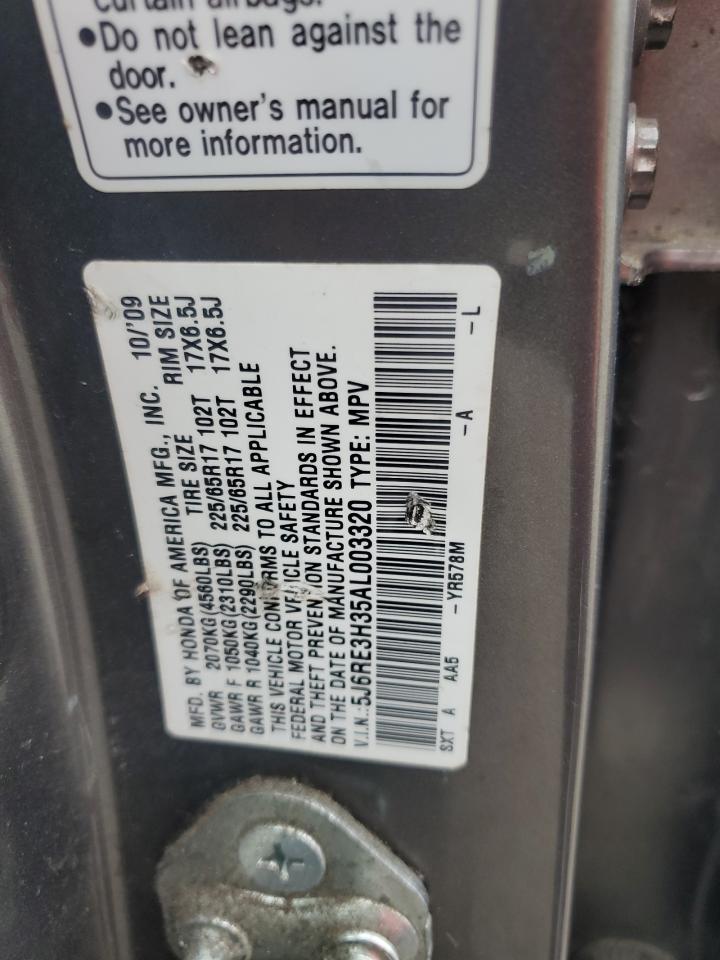 curtain airbags.
●Do not lean against the
door.
●See owner's manual for
more information.
MFD. BY HONDA OF AMERICA MFG., INC. 10/'09
GVWR 2070KG(4560LBS) TIRE SIZE RIM SIZE
GAWR F 1050KG(2310LBS) 225/65R17 102T 17X6.5J
GAWR R 1040KG(2290LBS) 225/65R17 102T 17X6.5J
THIS VEHICLE CONFORMS TO ALL APPLICABLE
FEDERAL MOTOR VEHICLE SAFETY
AND THEFT PREVENTION STANDARDS IN EFFECT
ON THE DATE OF MANUFACTURE SHOWN ABOVE.
V.I.N.:5J6RE3H35AL003320 TYPE: MPV
SXT A AA5 -YR578M -A -L